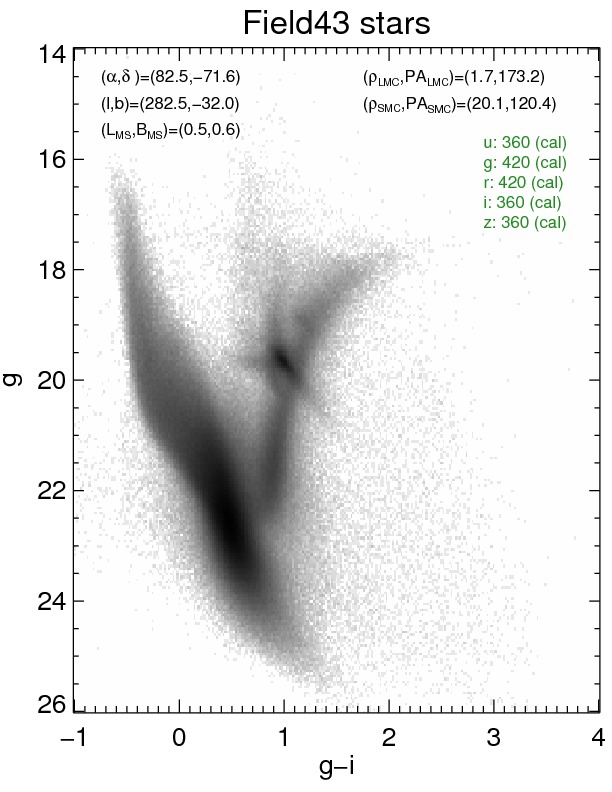 Field43 stars
(α,δ )=(82.5,−71.6) (ρLMC,PALMC)=(1.7,173.2)
(l,b)=(282.5,−32.0) (ρSMC,PASMC)=(20.1,120.4)
(LMS,BMS)=(0.5,0.6)
u: 360 (cal)
g: 420 (cal)
r: 420 (cal)
i: 360 (cal)
z: 360 (cal)
14
16
18
20
22
24
26
g
−1 0 1 2 3 4
g−i